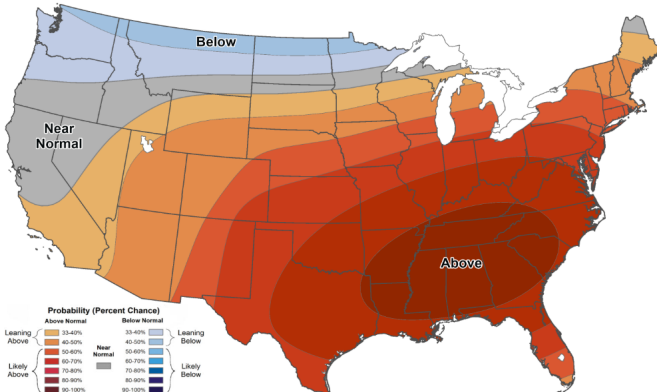 Below
Near
Normal
Above
Probability (Percent Chance)
Above Normal
Below Normal
Leaning
Above
33-40%
40-50%
Likely
Above
50-60%
60-70%
70-80%
80-90%
90-100%
Near
Normal
33-40%
40-50%
Leaning
Below
50-60%
60-70%
70-80%
80-90%
90-100%
Likely
Below